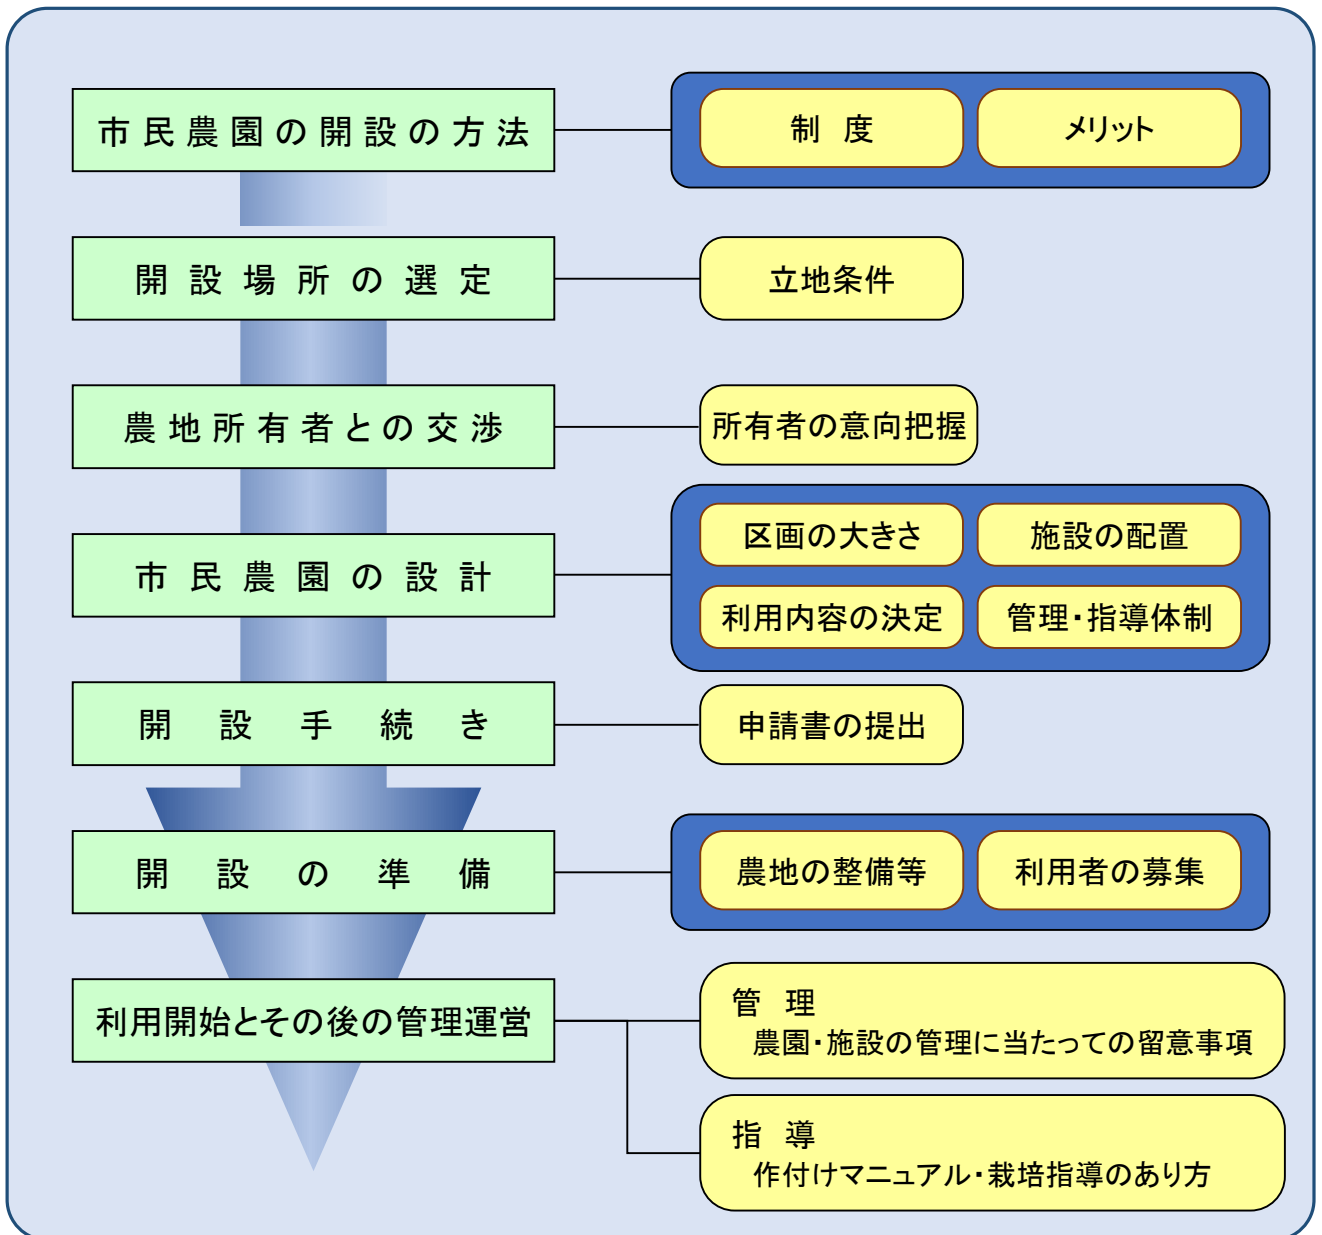 市民農園の開設の方法
制度
メリット
開設場所の選定
立地条件
農地所有者との交渉
所有者の意向把握
市民農園の設計
区画の大きさ
施設の配置
利用内容の決定
管理・指導体制
開設手続き
申請書の提出
開設の準備
農地の整備等
利用者の募集
利用開始とその後の管理運営
管理
農園・施設の管理に当たっての留意事項
指導
作付けマニュアル・栽培指導のあり方